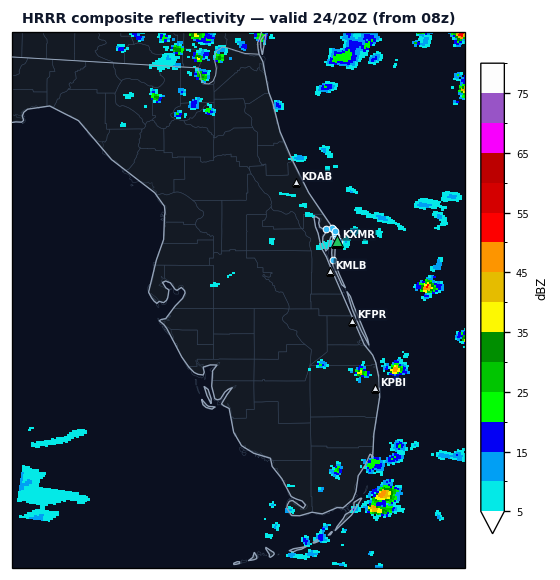 HRRR composite reflectivity — valid 24/20Z (from 08z)
KDAB
KXMR
KMLB
KFPR
KPBI
75
65
55
45
35
25
15
5
dBZ